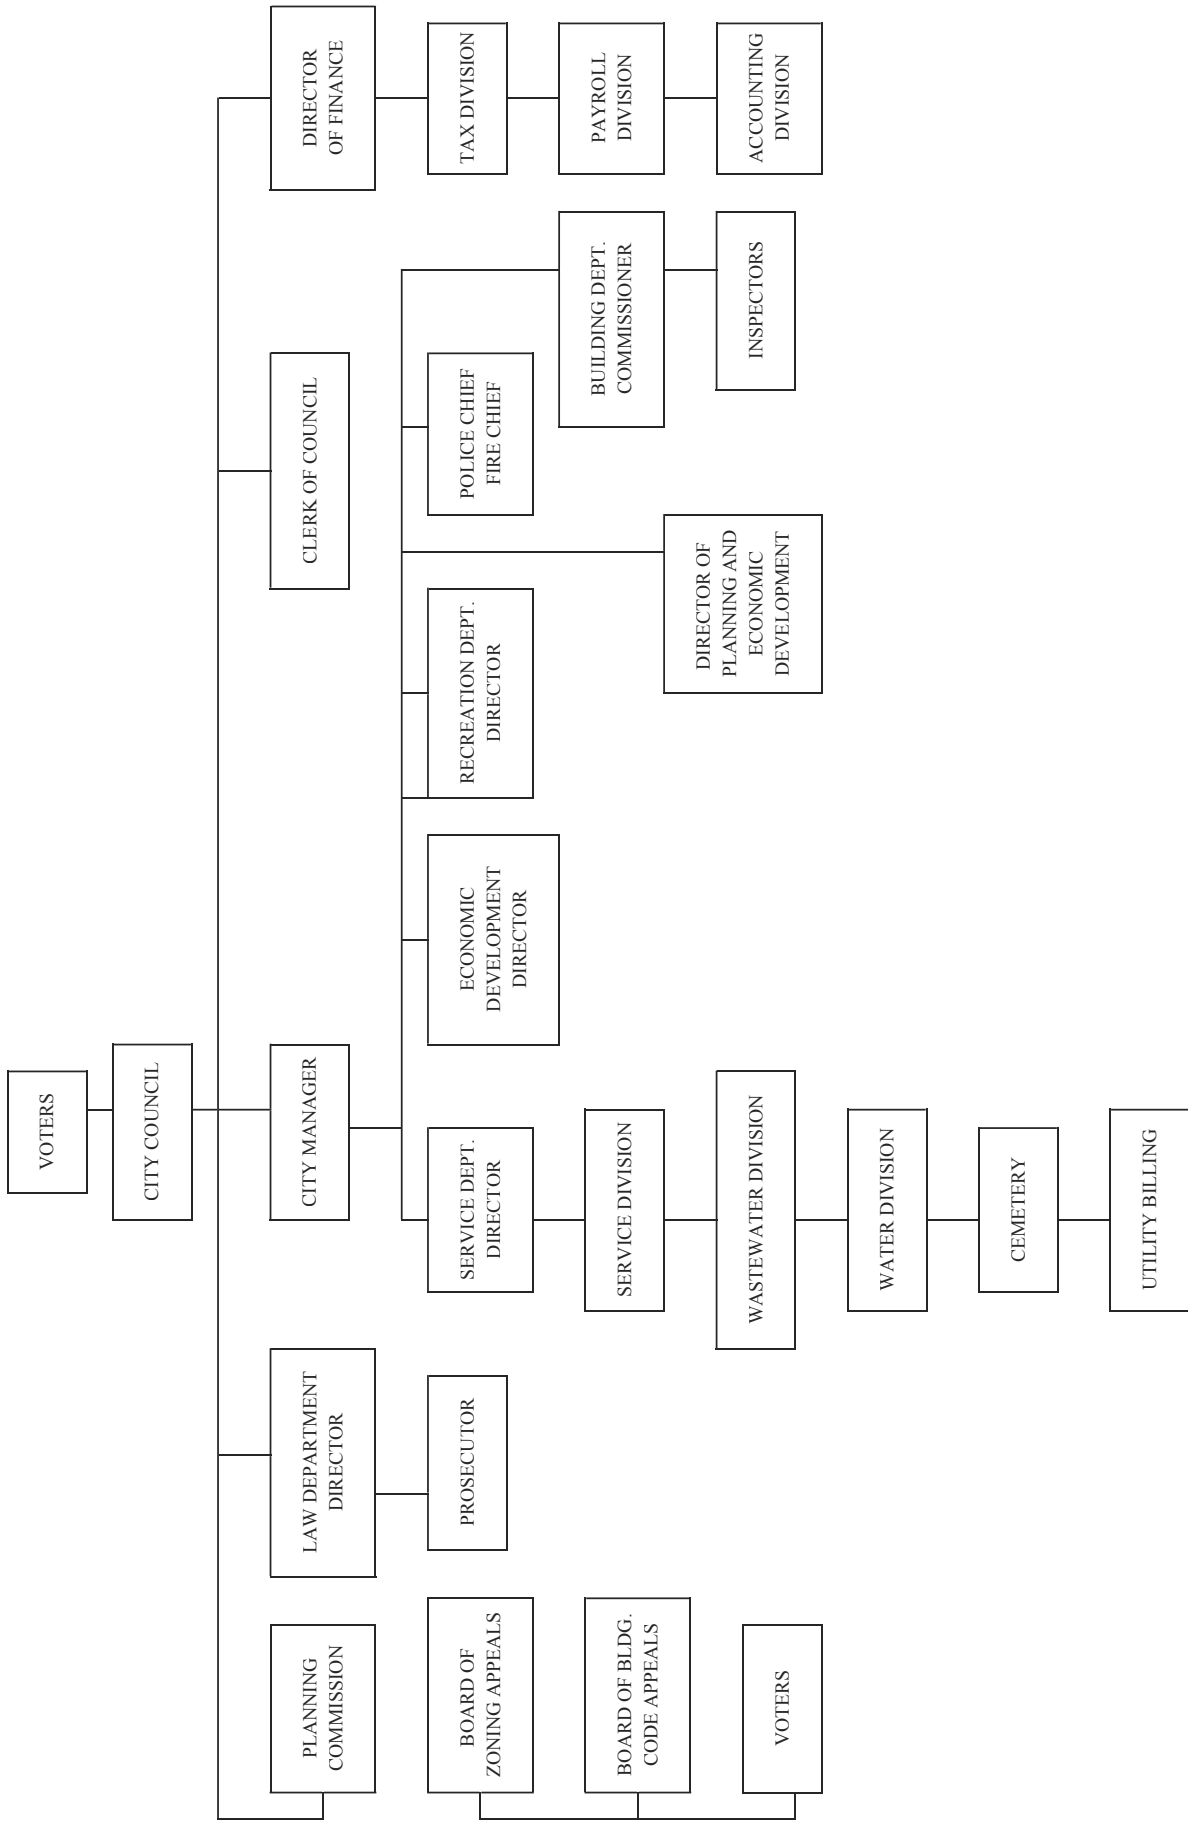 VOTERS
CITY COUNCIL
PLANNING
COMMISSION
LAW DEPARTMENT
DIRECTOR
CITY MANAGER
CLERK OF COUNCIL
DIRECTOR
OF FINANCE
BOARD OF
ZONING APPEALS
PROSECUTOR
SERVICE DEPT.
DIRECTOR
ECONOMIC
DEVELOPMENT
DIRECTOR
RECREATION DEPT.
DIRECTOR
POLICE CHIEF
FIRE CHIEF
TAX DIVISION
BOARD OF BLDG.
CODE APPEALS
SERVICE DIVISION
BUILDING DEPT.
COMMISSIONER
PAYROLL
DIVISION
VOTERS
WASTEWATER DIVISION
DIRECTOR OF
PLANNING AND
ECONOMIC
DEVELOPMENT
INSPECTORS
ACCOUNTING
DIVISION
WATER DIVISION
CEMETERY
UTILITY BILLING